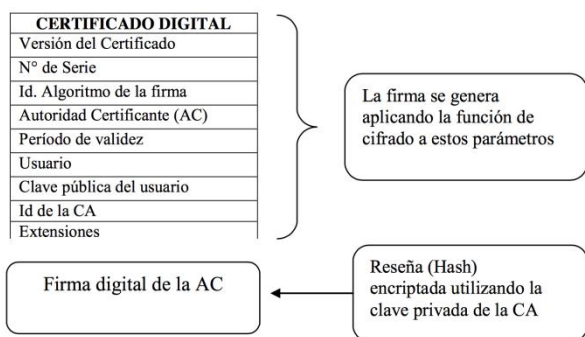 CERTIFICADO DIGITAL
Versión del Certificado
N° de Serie
Id. Algoritmo de la firma
Autoridad Certificante (AC)
Período de validez
Usuario
Clave pública del usuario
Id de la CA
Extensiones
La firma se genera
aplicando la función de
cifrado a estos parámetros
Firma digital de la AC
Reseña (Hash)
encriptada utilizando la
clave privada de la CA